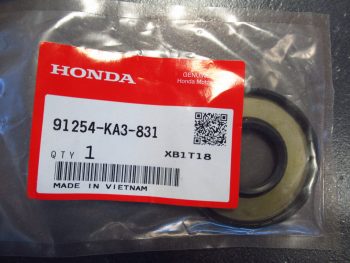 HONDA
GENUINE
Honda Motor
91254-KA3-831
QTY 1 XB1T18
MADE IN VIETNAM